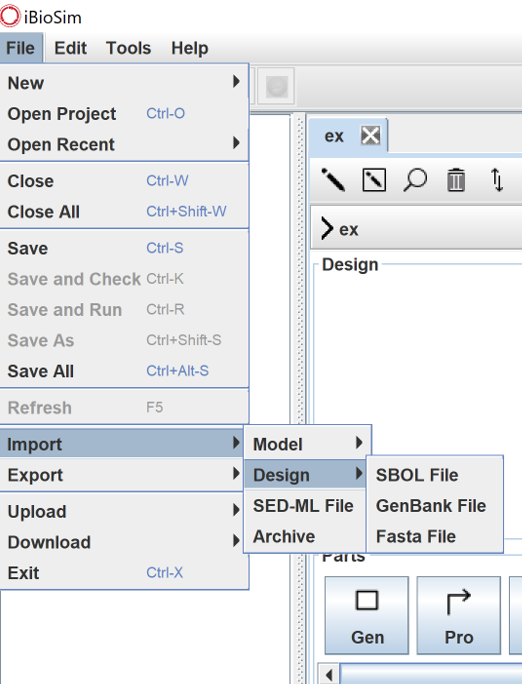 iBioSim
File Edit Tools Help
New
Open Project Ctrl-O
Open Recent
Close Ctrl-W
Close All Ctrl+Shift-W
Save Ctrl-S
Save and Check Ctrl-K
Save and Run Ctrl-R
Save As Ctrl+Shift-S
Save All Ctrl+Alt-S
Refresh F5
Import
Export
Upload
Download
Exit Ctrl-X
Model
Design
SED-ML File
Archive
SBOL File
GenBank File
Fasta File
ex
ex
Design
Parts
Gen
Pro